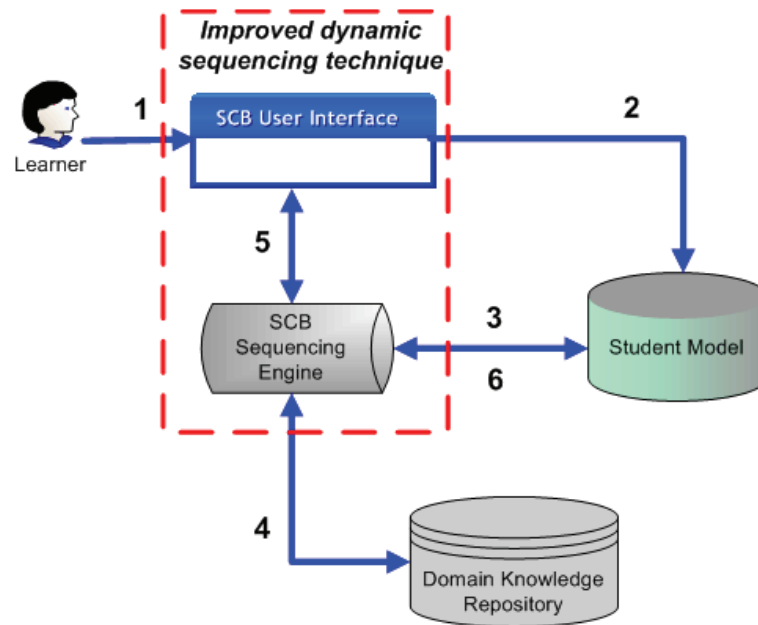 Improved dynamic
sequencing technique
1
SCB User Interface
2
Learner
5
SCB
Sequencing
Engine
3
6
Student Model
4
Domain Knowledge
Repository